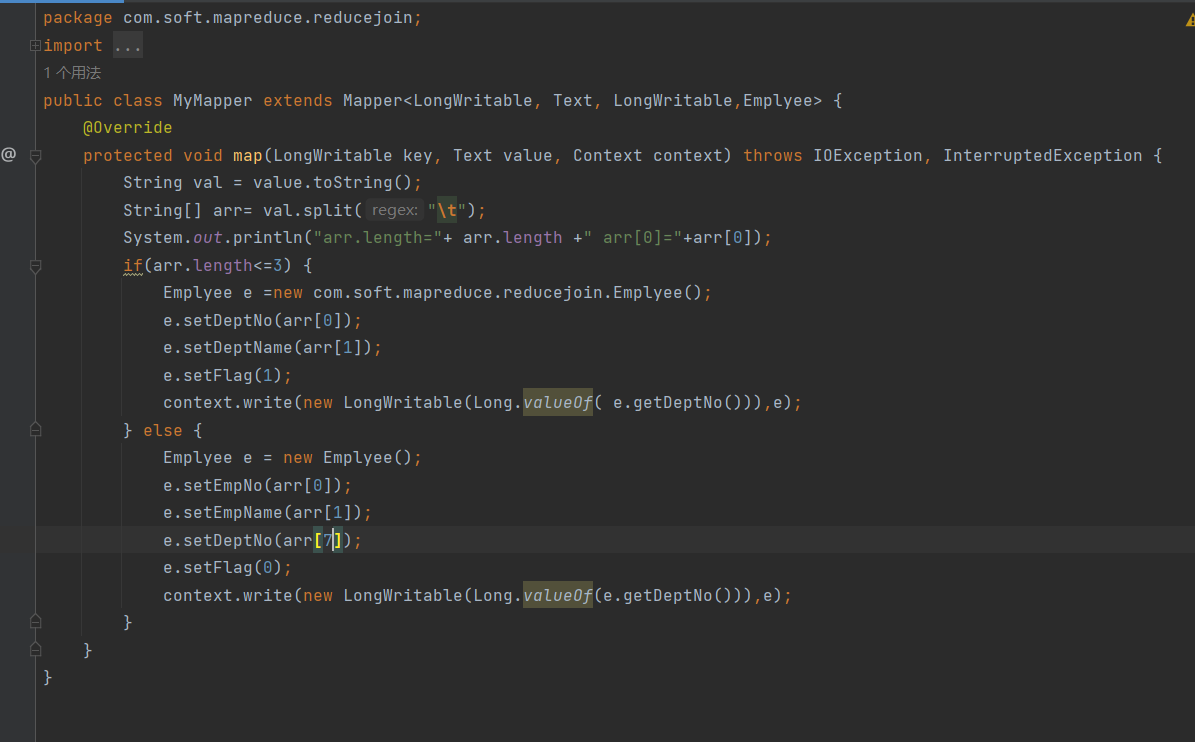 package com.soft.mapreduce.reducejoin;
import ...
1 个用法
public class MyMapper extends Mapper<LongWritable, Text, LongWritable,Emplyee> {
@Override
@ protected void map(LongWritable key, Text value, Context context) throws IOException, InterruptedException {
String val = value.toString();
String[] arr= val.split( regex: "\t");
System.out.println("arr.length="+ arr.length +" arr[0]="+arr[0]);
if(arr.length<=3) {
Emplyee e =new com.soft.mapreduce.reducejoin.Emplyee();
e.setDeptNo(arr[0]);
e.setDeptName(arr[1]);
e.setFlag(1);
context.write(new LongWritable(Long.valueOf( e.getDeptNo())),e);
} else {
Emplyee e = new Emplyee();
e.setEmpNo(arr[0]);
e.setEmpName(arr[1]);
e.setDeptNo(arr[7]);
e.setFlag(0);
context.write(new LongWritable(Long.valueOf(e.getDeptNo())),e);
}
}
}